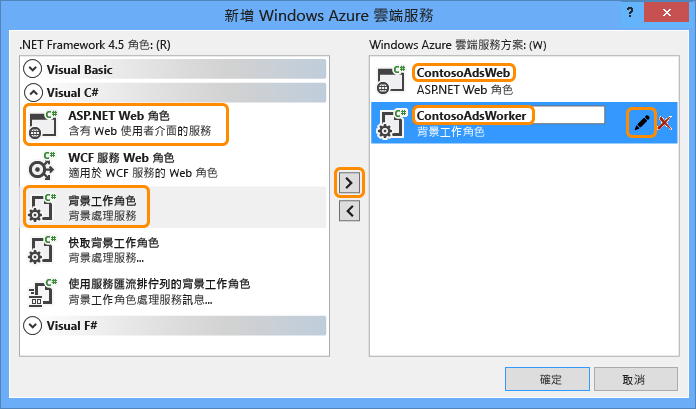 新增 Windows Azure 雲端服務
?
.NET Framework 4.5 角色: (R)
Visual Basic
Visual C#
C#
ASP.NET Web 角色
含有 Web 使用者介面的服務
C#
WCF 服務 Web 角色
適用於 WCF 服務的 Web 角色
C#
背景工作角色
背景處理服務
C#
快取背景工作角色
背景處理服務...
C#
使用服務匯流排佇列的背景工作角色
背景工作角色處理服務訊息...
Visual F#
Windows Azure 雲端服務方案: (W)
C#
ContosoAdsWeb
ASP.NET Web 角色
C#
ContosoAdsWorker
背景工作角色
確定
取消